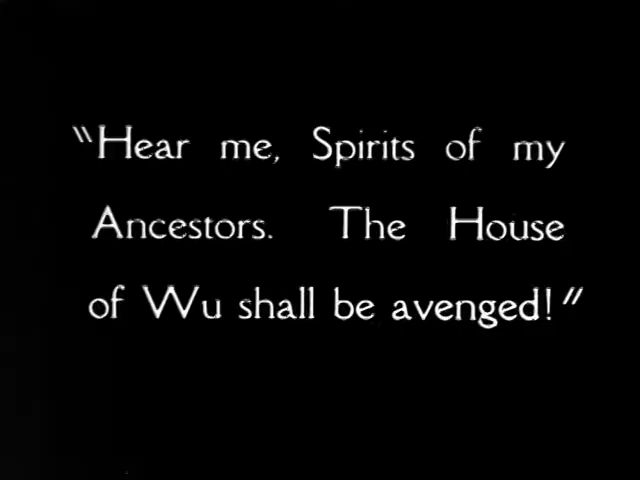 "Hear me, Spirits of my
Ancestors. The House
of Wu shall be avenged!"